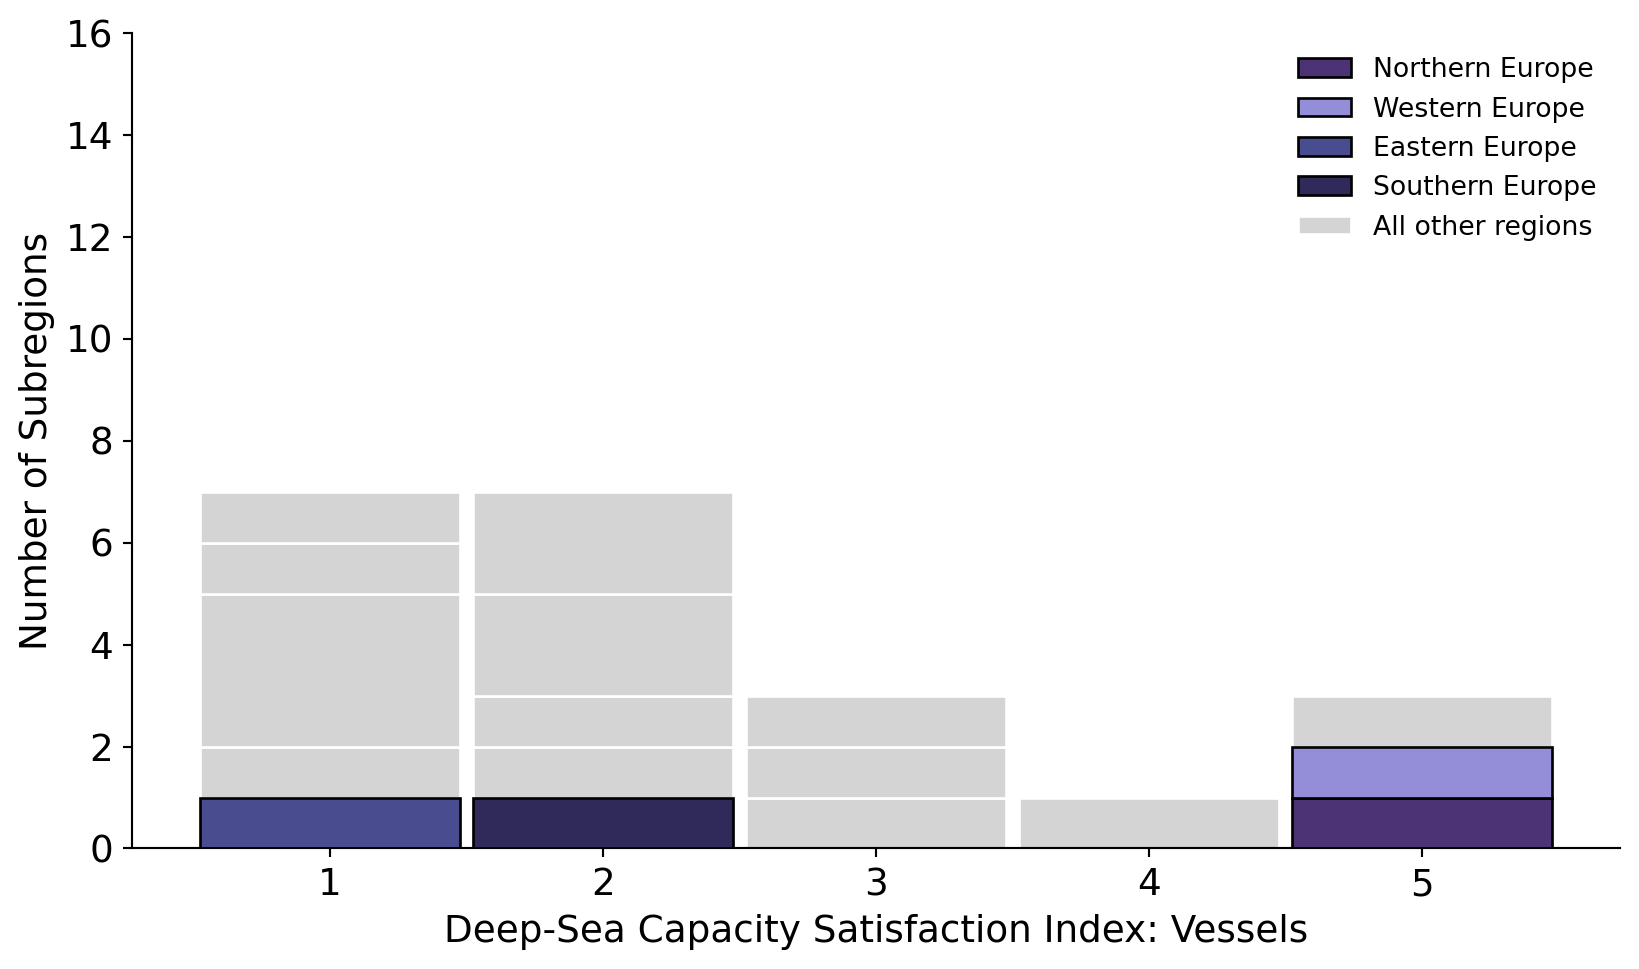 16
14
12
10
8
6
4
2
0
Number of Subregions
Northern Europe
Western Europe
Eastern Europe
Southern Europe
All other regions
1 2 3 4 5
Deep-Sea Capacity Satisfaction Index: Vessels